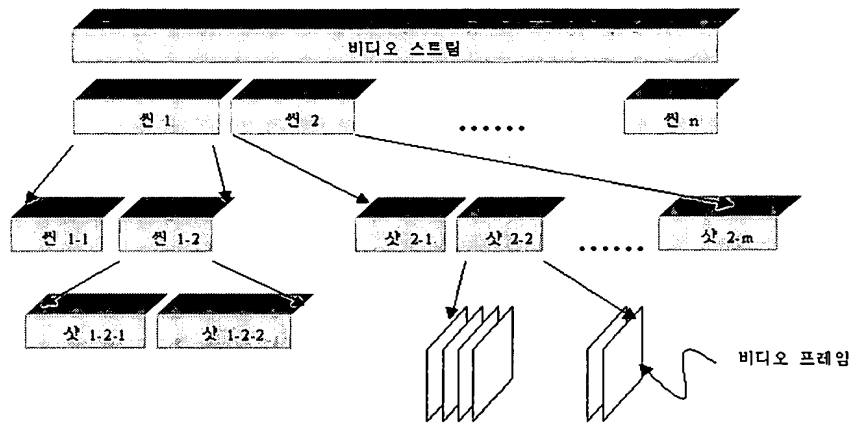 비디오 스트림
씬 1 씬 2 ...... 씬 n
씬 1-1 씬 1-2 샷 2-1 샷 2-2 ...... 샷 2-m
샷 1-2-1 샷 1-2-2
비디오 프레임